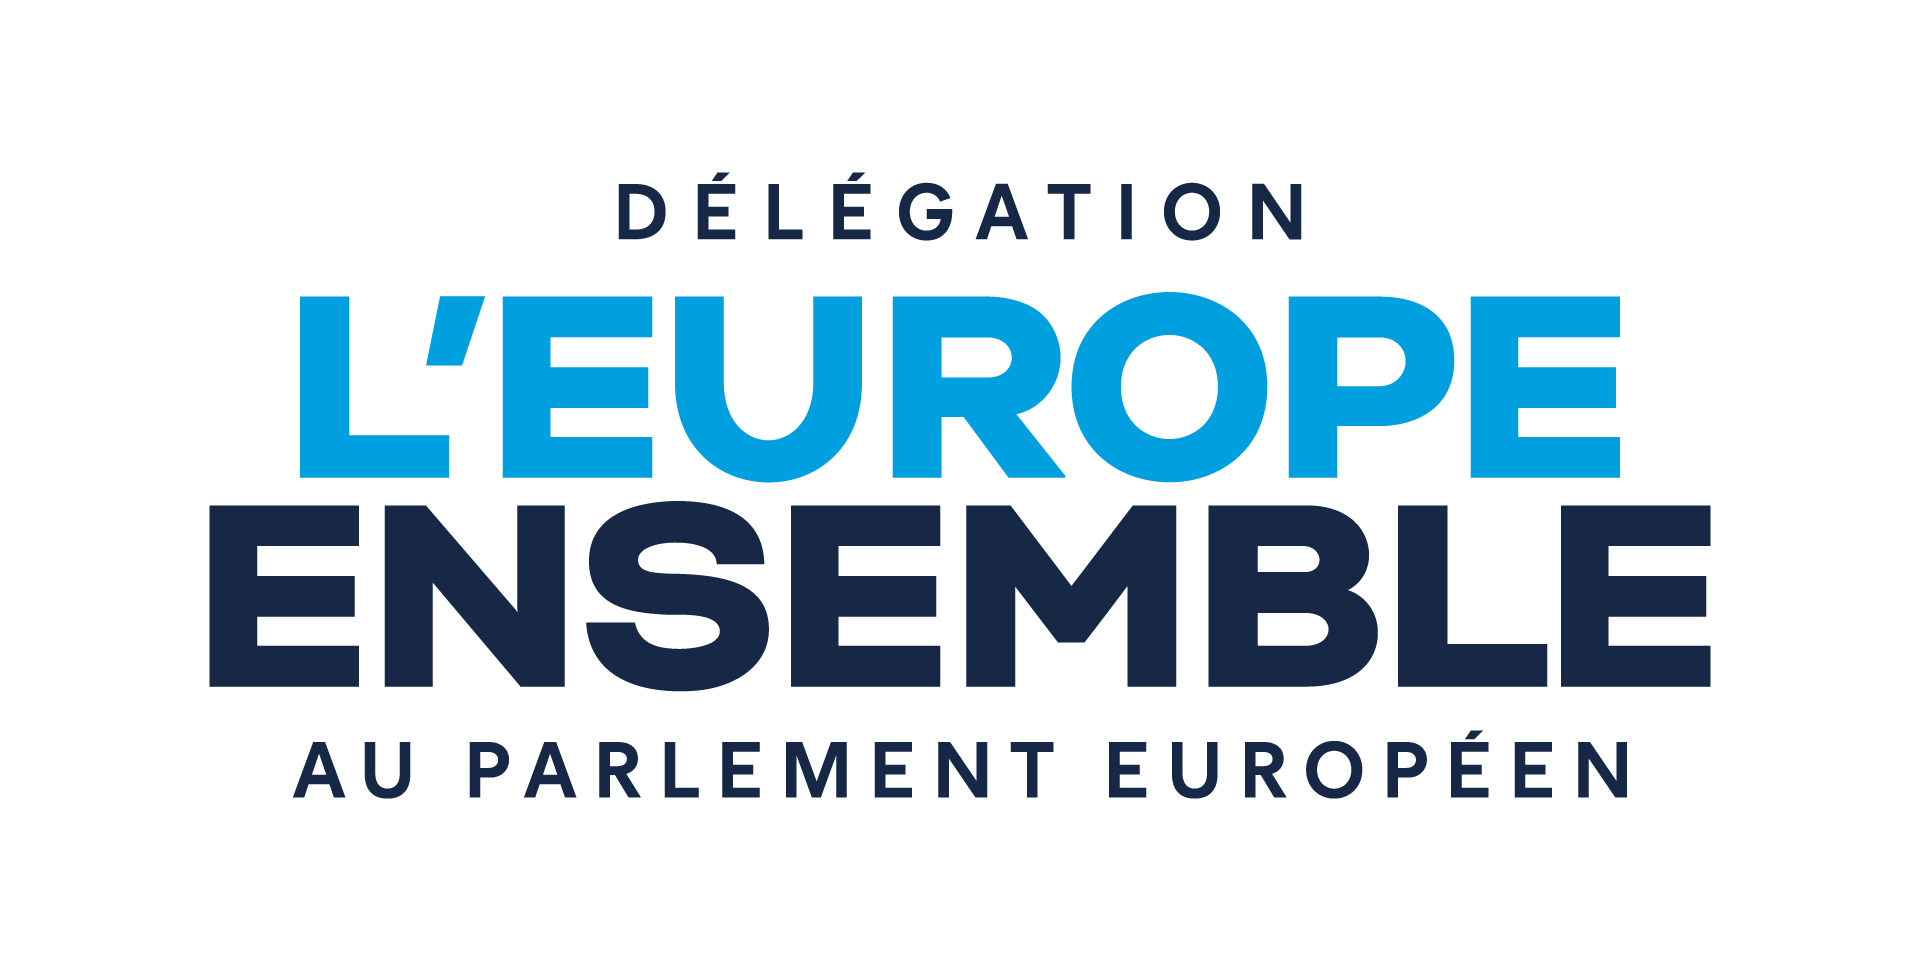 DÉLÉGATION
L'EUROPE
ENSEMBLE
AU PARLEMENT EUROPÉEN